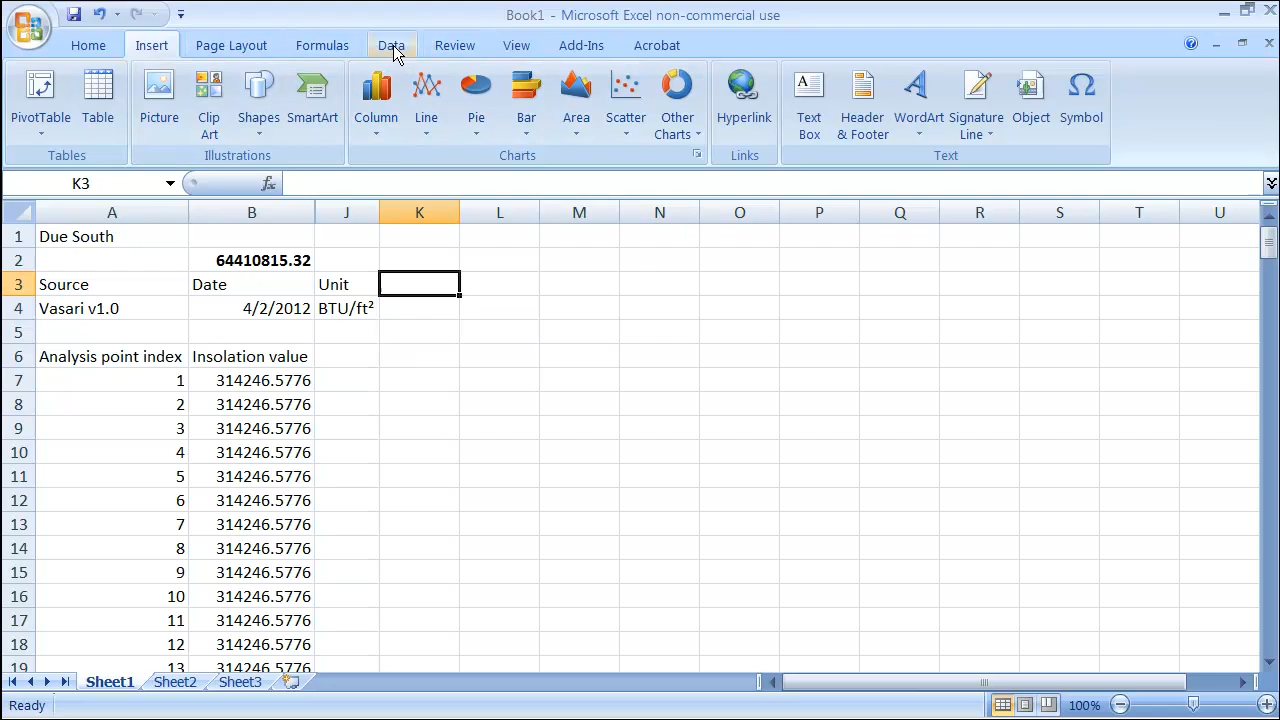 Book1 - Microsoft Excel non-commercial use
Home Insert Page Layout Formulas Data Review View Add-Ins Acrobat
PivotTable Table Picture Clip Art Shapes SmartArt Column Line Pie Bar Area Scatter Other Charts Hyperlink Text Box Header & Footer WordArt Signature Line Object Symbol
Tables Illustrations Charts Links Text
K3 fx
A B J K L M N O P Q R S T U
1 Due South
2 64410815.32
3 Source Date Unit
4 Vasari v1.0 4/2/2012 BTU/ft²
5
6 Analysis point index Insolation value
7 1 314246.5776
8 2 314246.5776
9 3 314246.5776
10 4 314246.5776
11 5 314246.5776
12 6 314246.5776
13 7 314246.5776
14 8 314246.5776
15 9 314246.5776
16 10 314246.5776
17 11 314246.5776
18 12 314246.5776
19 13 314246.5776
Sheet1 Sheet2 Sheet3
Ready 100%